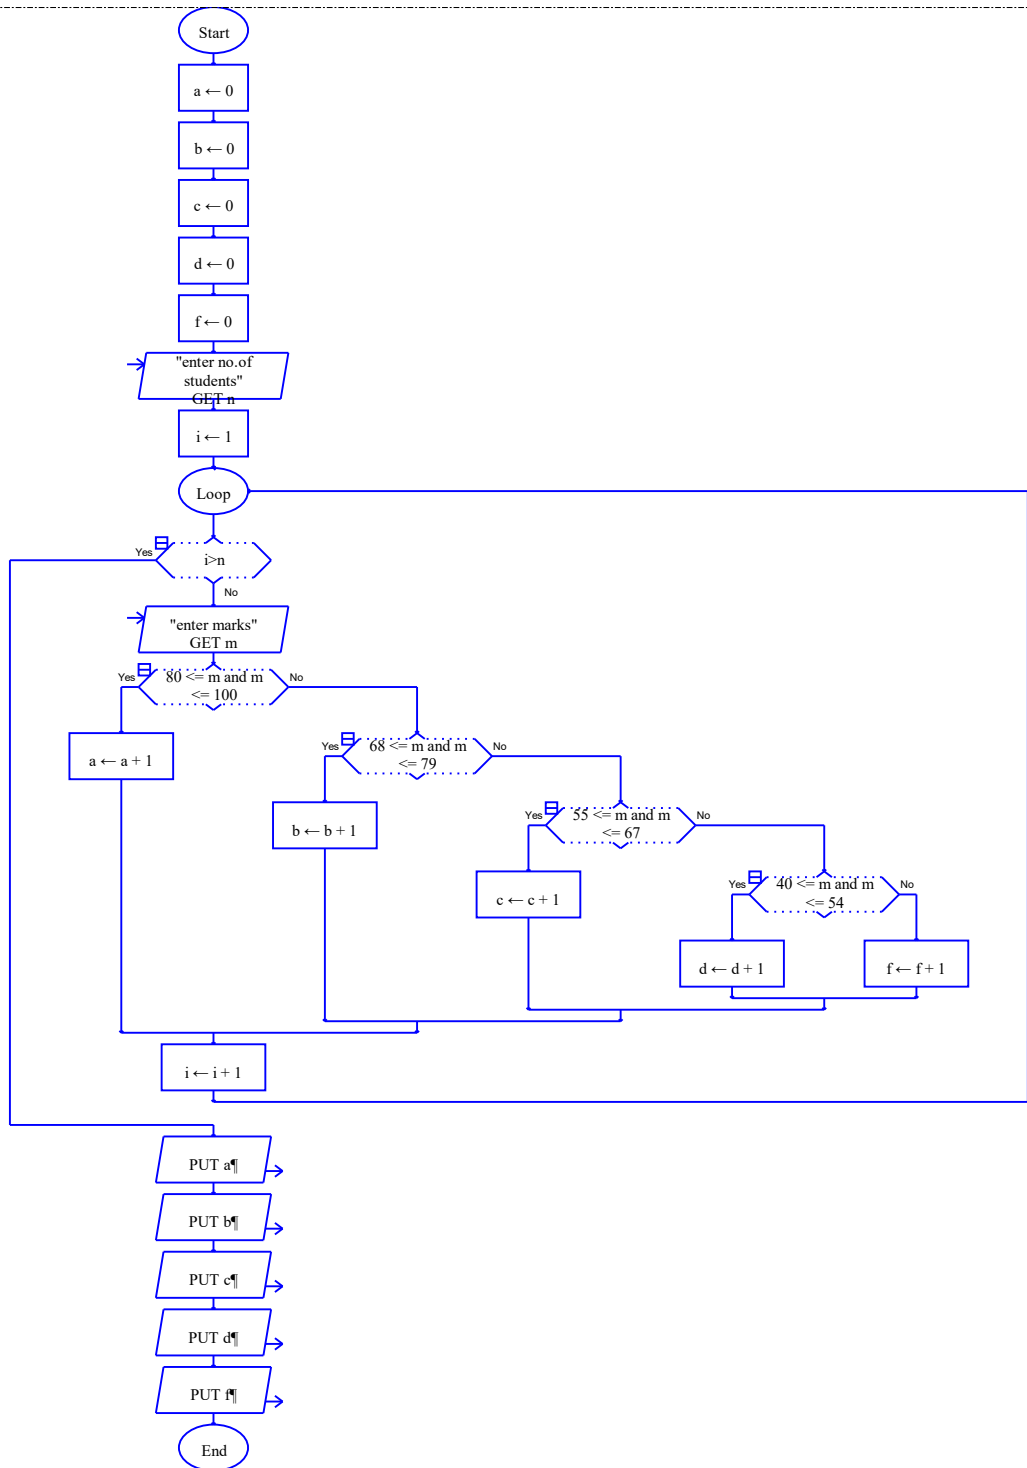 Start
a ← 0
b ← 0
c ← 0
d ← 0
f ← 0
"enter no.of
students"
GET n
i ← 1
Loop
Yes
i>n
No
"enter marks"
GET m
Yes
80 <= m and m
<= 100
No
a ← a + 1
Yes
68 <= m and m
<= 79
No
b ← b + 1
Yes
55 <= m and m
<= 67
No
c ← c + 1
Yes
40 <= m and m
<= 54
No
d ← d + 1
f ← f + 1
i ← i + 1
PUT a¶
PUT b¶
PUT c¶
PUT d¶
PUT f¶
End